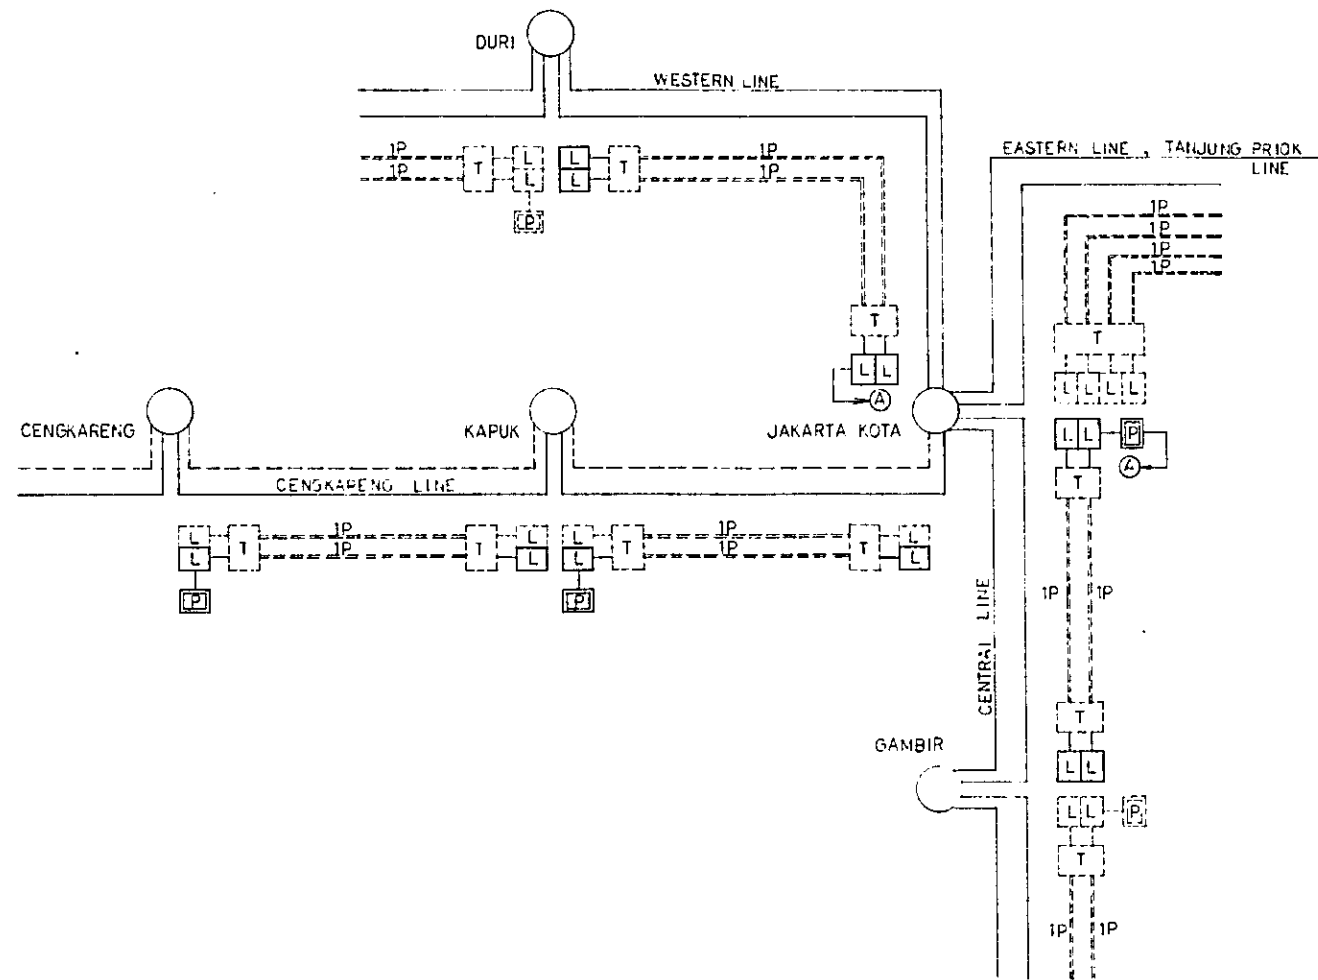 DURI
WESTERN LINE
EASTERN LINE , TANJUNG PRIOK
LINE
1P
1P
T
L
L
L
L
T
1P
1P
P
1P
1P
1P
1P
T
T
L L
L L L L
A
CENGKARENG
KAPUK
JAKARTA KOTA
L L
P
A
T
CENGKARENG LINE
L
L
T
1P
1P
T
L
L
L
L
T
1P
1P
T
L
L
P
P
1P
1P
CENTRAL LINE
T
GAMBIR
L L
L L
P
T
1P
1P